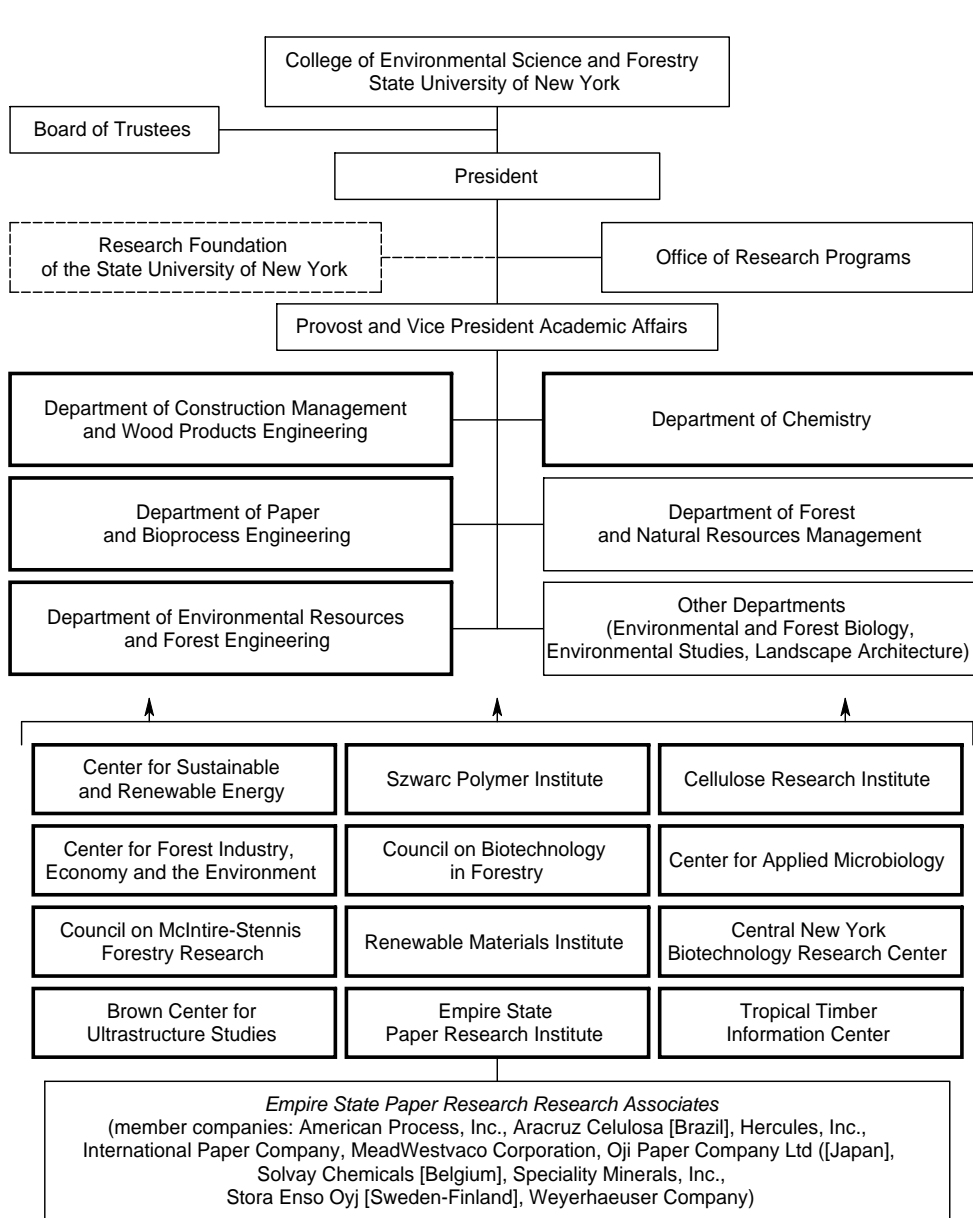 College of Environmental Science and Forestry
State University of New York
Board of Trustees
President
Research Foundation
of the State University of New York
Office of Research Programs
Provost and Vice President Academic Affairs
Department of Construction Management
and Wood Products Engineering
Department of Chemistry
Department of Paper
and Bioprocess Engineering
Department of Forest
and Natural Resources Management
Department of Environmental Resources
and Forest Engineering
Other Departments
(Environmental and Forest Biology,
Environmental Studies, Landscape Architecture)
Center for Sustainable
and Renewable Energy
Szwarc Polymer Institute
Cellulose Research Institute
Center for Forest Industry,
Economy and the Environment
Council on Biotechnology
in Forestry
Center for Applied Microbiology
Council on McIntire-Stennis
Forestry Research
Renewable Materials Institute
Central New York
Biotechnology Research Center
Brown Center for
Ultrastructure Studies
Empire State
Paper Research Institute
Tropical Timber
Information Center
Empire State Paper Research Research Associates
(member companies: American Process, Inc., Aracruz Celulosa [Brazil], Hercules, Inc.,
International Paper Company, MeadWestvaco Corporation, Oji Paper Company Ltd ([Japan],
Solvay Chemicals [Belgium], Speciality Minerals, Inc.,
Stora Enso Oyj [Sweden-Finland], Weyerhaeuser Company)